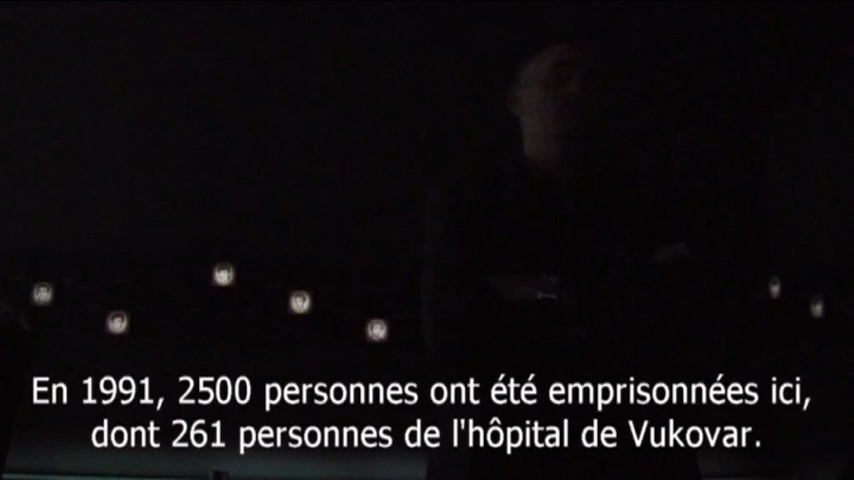 En 1991, 2500 personnes ont été emprisonnées ici,
dont 261 personnes de l'hôpital de Vukovar.